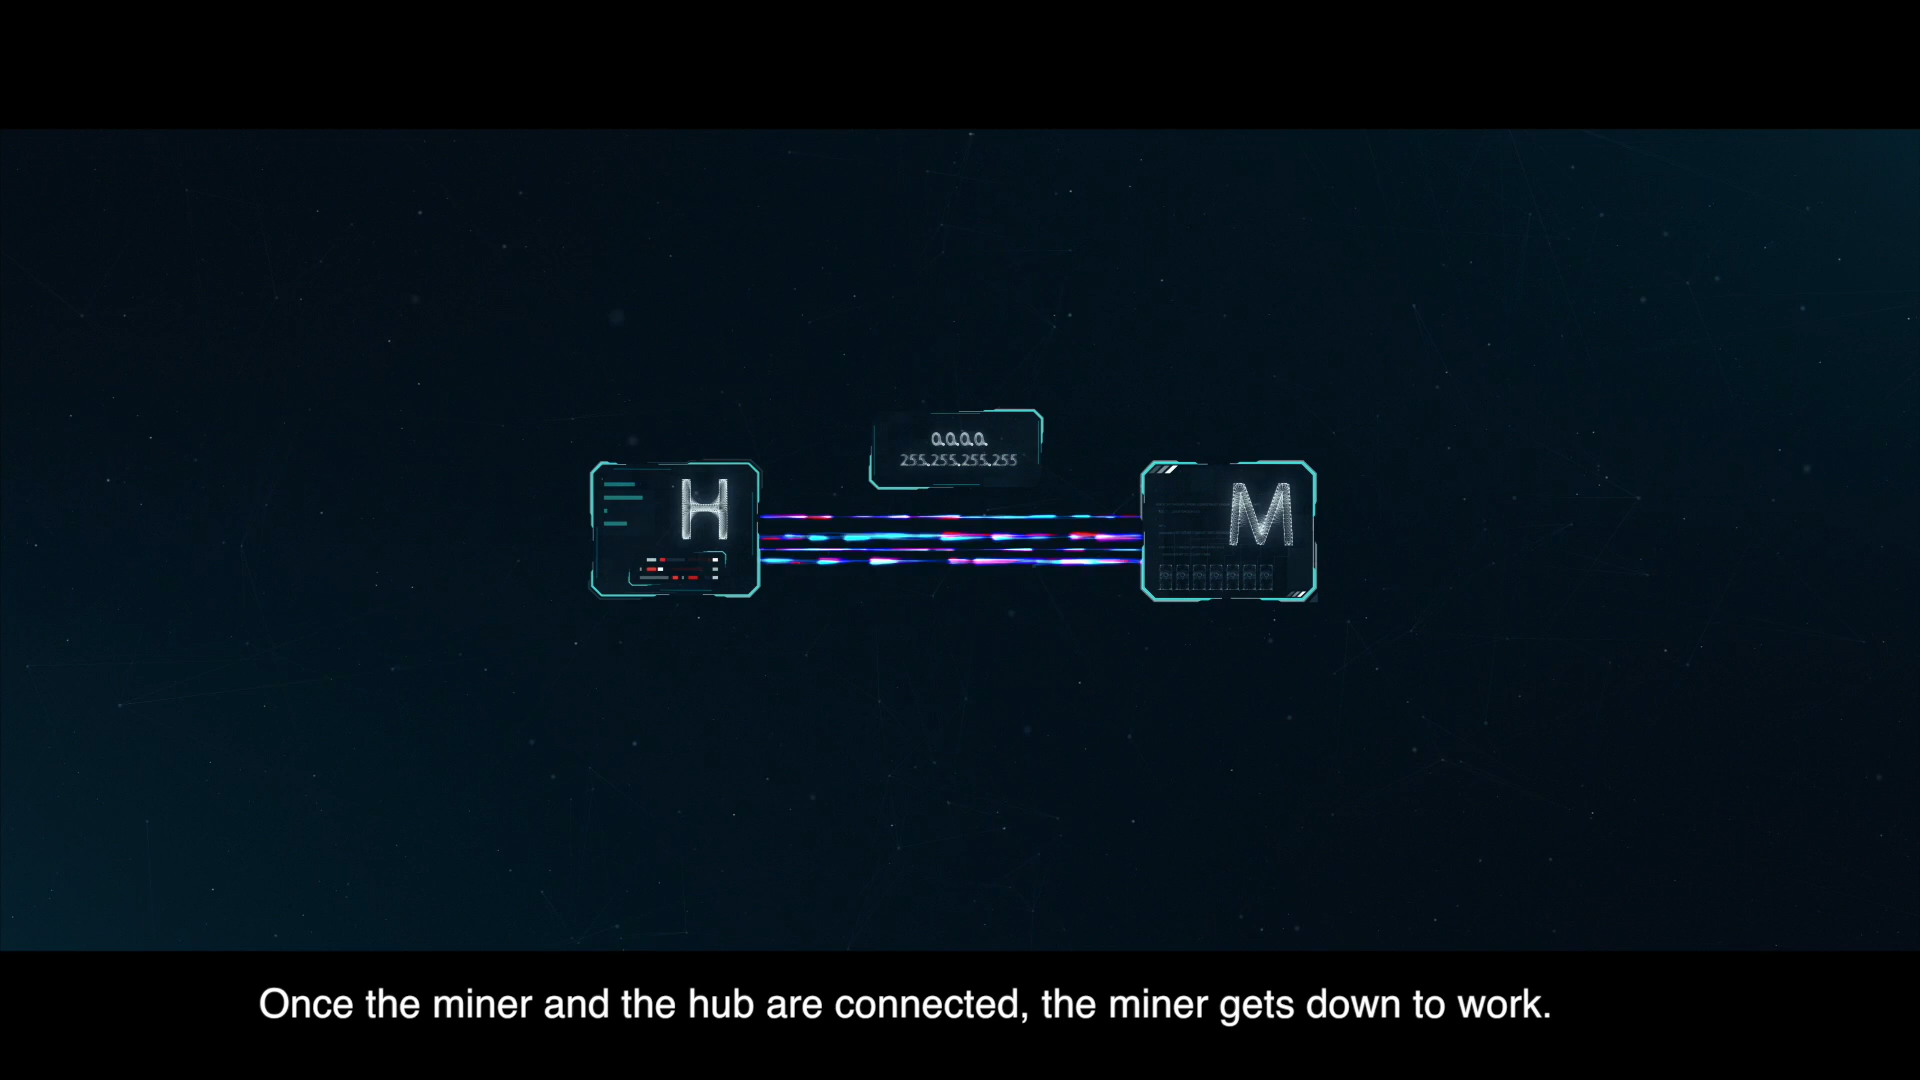 0.0.0.0.
255.255.255.255
H
M
Once the miner and the hub are connected, the miner gets down to work.